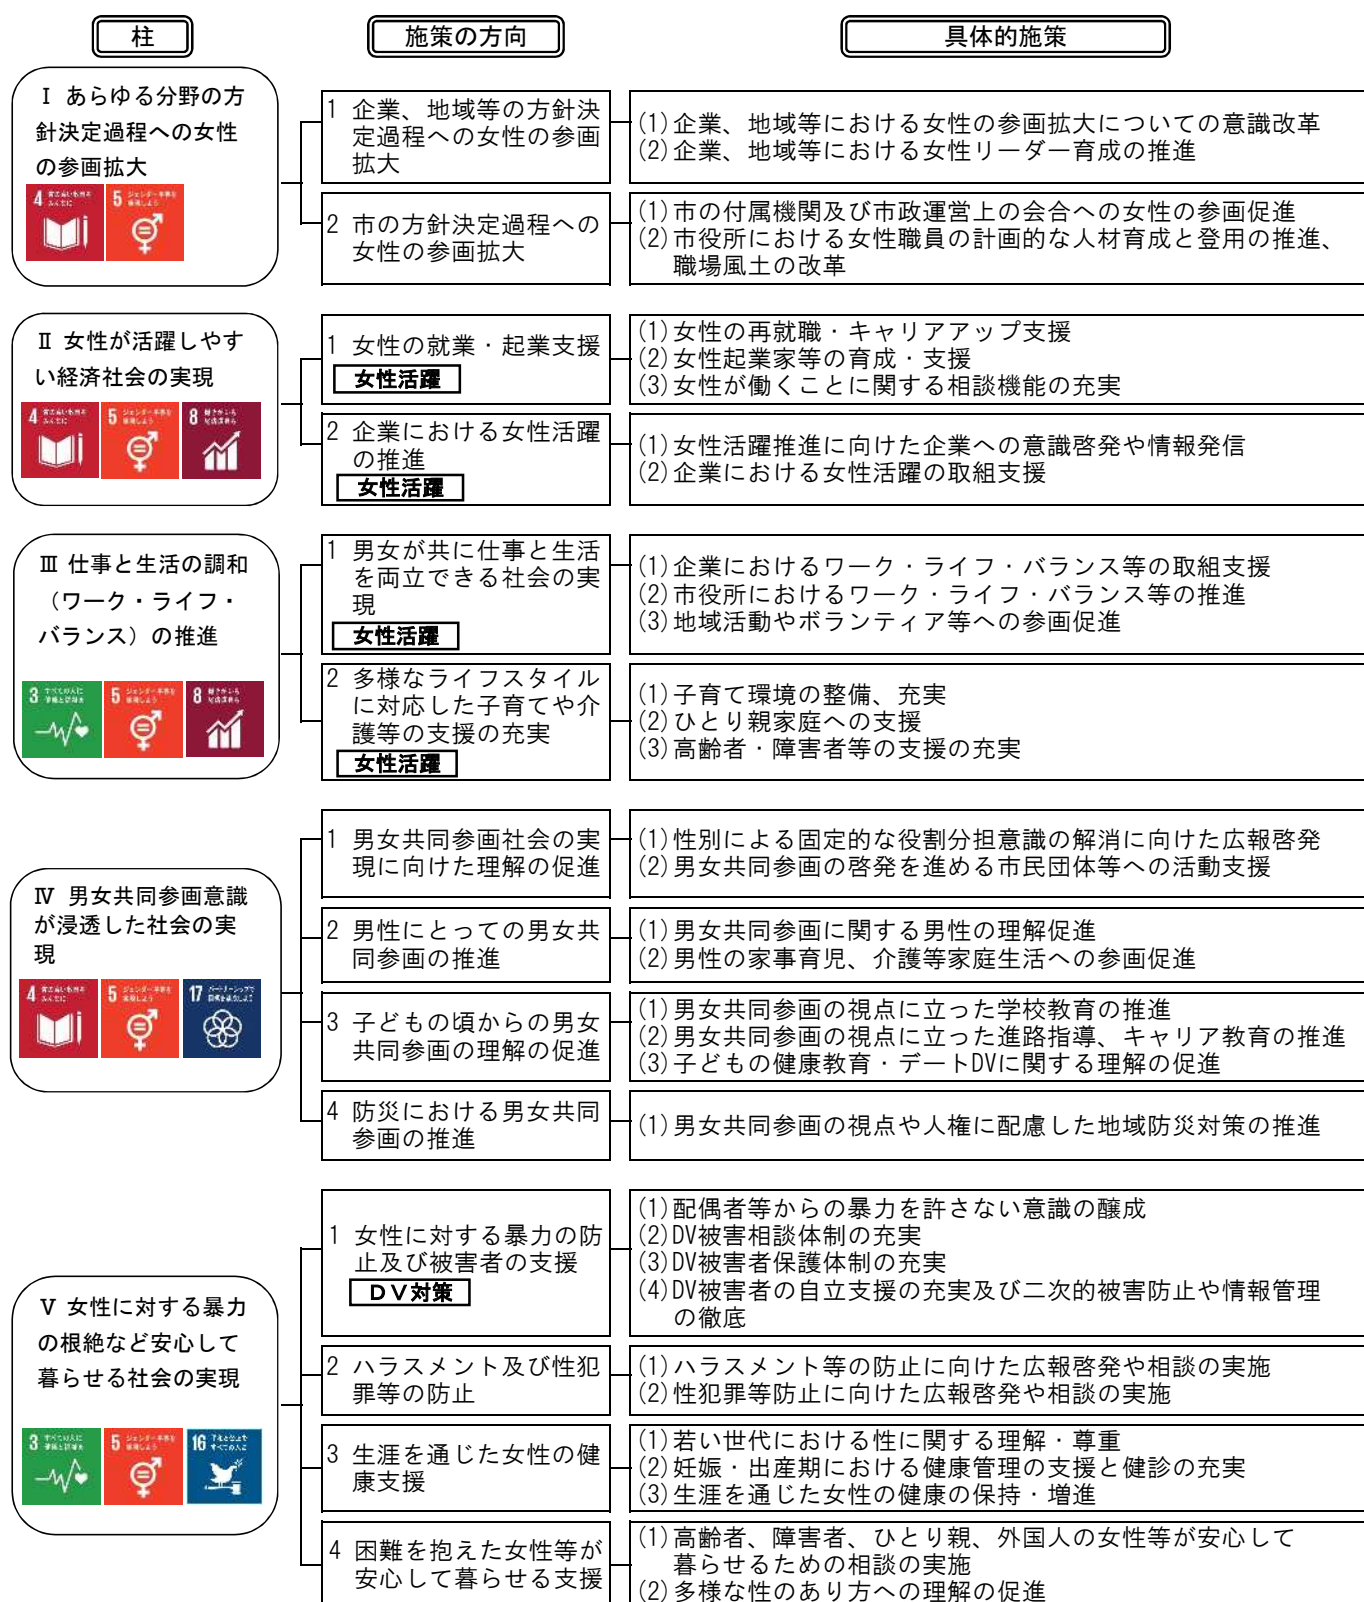 柱
施策の方向
具体的施策
Ⅰ あらゆる分野の方
針決定過程への女性
の参画拡大
4
5
1 企業、地域等の方針決
定過程への女性の参画
拡大
(1)企業、地域等における女性の参画拡大についての意識改革
(2)企業、地域等における女性リーダー育成の推進
2 市の方針決定過程への
女性の参画拡大
(1)市の付属機関及び市政運営上の会合への女性の参画促進
(2)市役所における女性職員の計画的な人材育成と登用の推進、
職場風土の改革
Ⅱ 女性が活躍しやす
い経済社会の実現
4
5
8
1 女性の就業・起業支援
女性活躍
(1)女性の再就職・キャリアアップ支援
(2)女性起業家等の育成・支援
(3)女性が働くことに関する相談機能の充実
2 企業における女性活躍
の推進
女性活躍
(1)女性活躍推進に向けた企業への意識啓発や情報発信
(2)企業における女性活躍の取組支援
Ⅲ 仕事と生活の調和
（ワーク・ライフ・
バランス）の推進
3
5
8
1 男女が共に仕事と生活
を両立できる社会の実
現
女性活躍
(1)企業におけるワーク・ライフ・バランス等の取組支援
(2)市役所におけるワーク・ライフ・バランス等の推進
(3)地域活動やボランティア等への参画促進
2 多様なライフスタイル
に対応した子育てや介
護等の支援の充実
女性活躍
(1)子育て環境の整備、充実
(2)ひとり親家庭への支援
(3)高齢者・障害者等の支援の充実
Ⅳ 男女共同参画意識
が浸透した社会の実
現
4
5
17
1 男女共同参画社会の実
現に向けた理解の促進
(1)性別による固定的な役割分担意識の解消に向けた広報啓発
(2)男女共同参画の啓発を進める市民団体等への活動支援
2 男性にとっての男女共
同参画の推進
(1)男女共同参画に関する男性の理解促進
(2)男性の家事育児、介護等家庭生活への参画促進
3 子どもの頃からの男女
共同参画の理解の促進
(1)男女共同参画の視点に立った学校教育の推進
(2)男女共同参画の視点に立った進路指導、キャリア教育の推進
(3)子どもの健康教育・デートDVに関する理解の促進
4 防災における男女共同
参画の推進
(1)男女共同参画の視点や人権に配慮した地域防災対策の推進
Ⅴ 女性に対する暴力
の根絶など安心して
暮らせる社会の実現
3
5
16
1 女性に対する暴力の防
止及び被害者の支援
ＤＶ対策
(1)配偶者等からの暴力を許さない意識の醸成
(2)DV被害相談体制の充実
(3)DV被害者保護体制の充実
(4)DV被害者の自立支援の充実及び二次的被害防止や情報管理
の徹底
2 ハラスメント及び性犯
罪等の防止
(1)ハラスメント等の防止に向けた広報啓発や相談の実施
(2)性犯罪等防止に向けた広報啓発や相談の実施
3 生涯を通じた女性の健
康支援
(1)若い世代における性に関する理解・尊重
(2)妊娠・出産期における健康管理の支援と健診の充実
(3)生涯を通じた女性の健康の保持・増進
4 困難を抱えた女性等が
安心して暮らせる支援
(1)高齢者、障害者、ひとり親、外国人の女性等が安心して
暮らせるための相談の実施
(2)多様な性のあり方への理解の促進